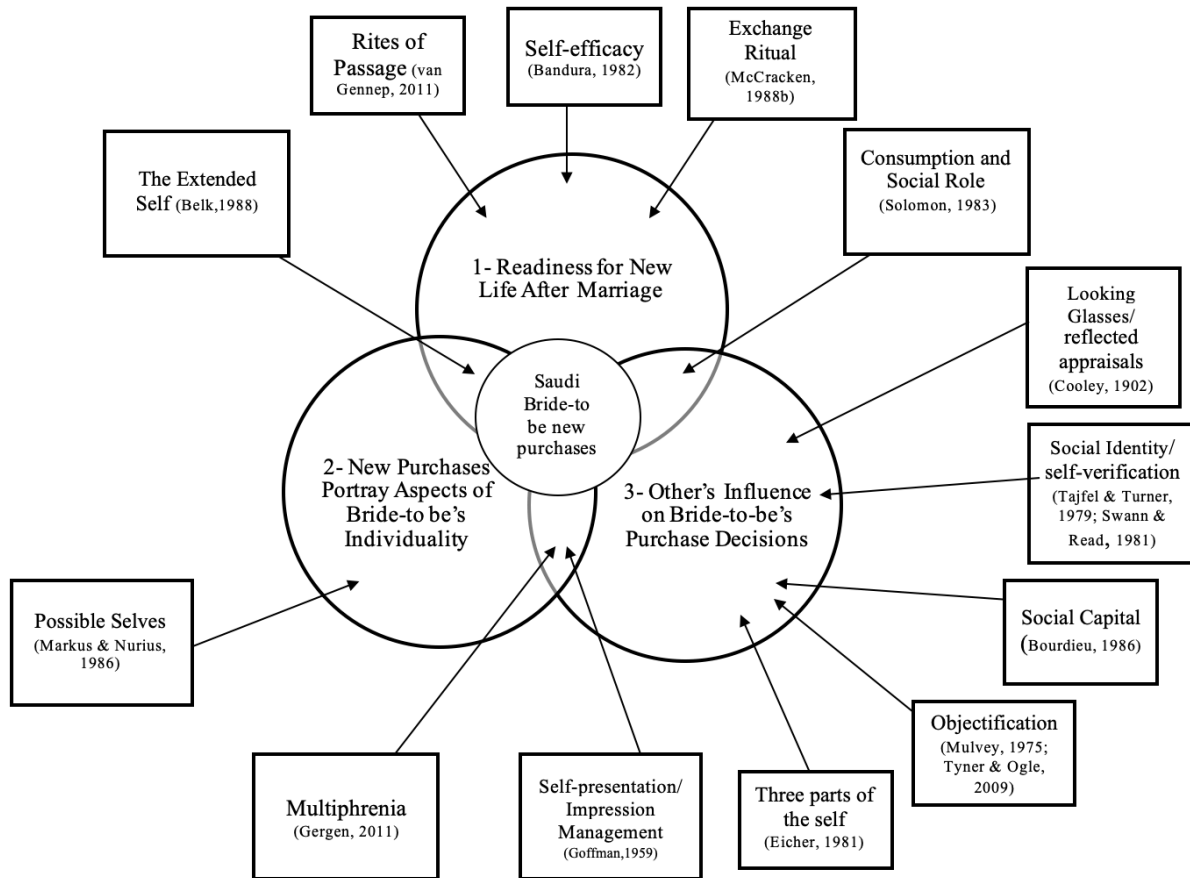 Rites of
Passage (van
Gennep, 2011)
Self-efficacy
(Bandura, 1982)
Exchange
Ritual
(McCracken,
1988b)
The Extended
Self (Belk,1988)
Consumption and
Social Role
(Solomon, 1983)
1- Readiness for New
Life After Marriage
Looking
Glasses/
reflected
appraisals
(Cooley, 1902)
Saudi
Bride-to
be new
purchases
2- New Purchases
Portray Aspects of
Bride-to be's
Individuality
3- Other's Influence
on Bride-to-be's
Purchase Decisions
Social Identity/
self-verification
(Tajfel & Turner,
1979; Swann &
Read, 1981)
Possible Selves
(Markus & Nurius,
1986)
Social Capital
(Bourdieu, 1986)
Multiphrenia
(Gergen, 2011)
Self-presentation/
Impression
Management
(Goffman,1959)
Three parts of
the self
(Eicher, 1981)
Objectification
(Mulvey, 1975;
Tyner & Ogle,
2009)